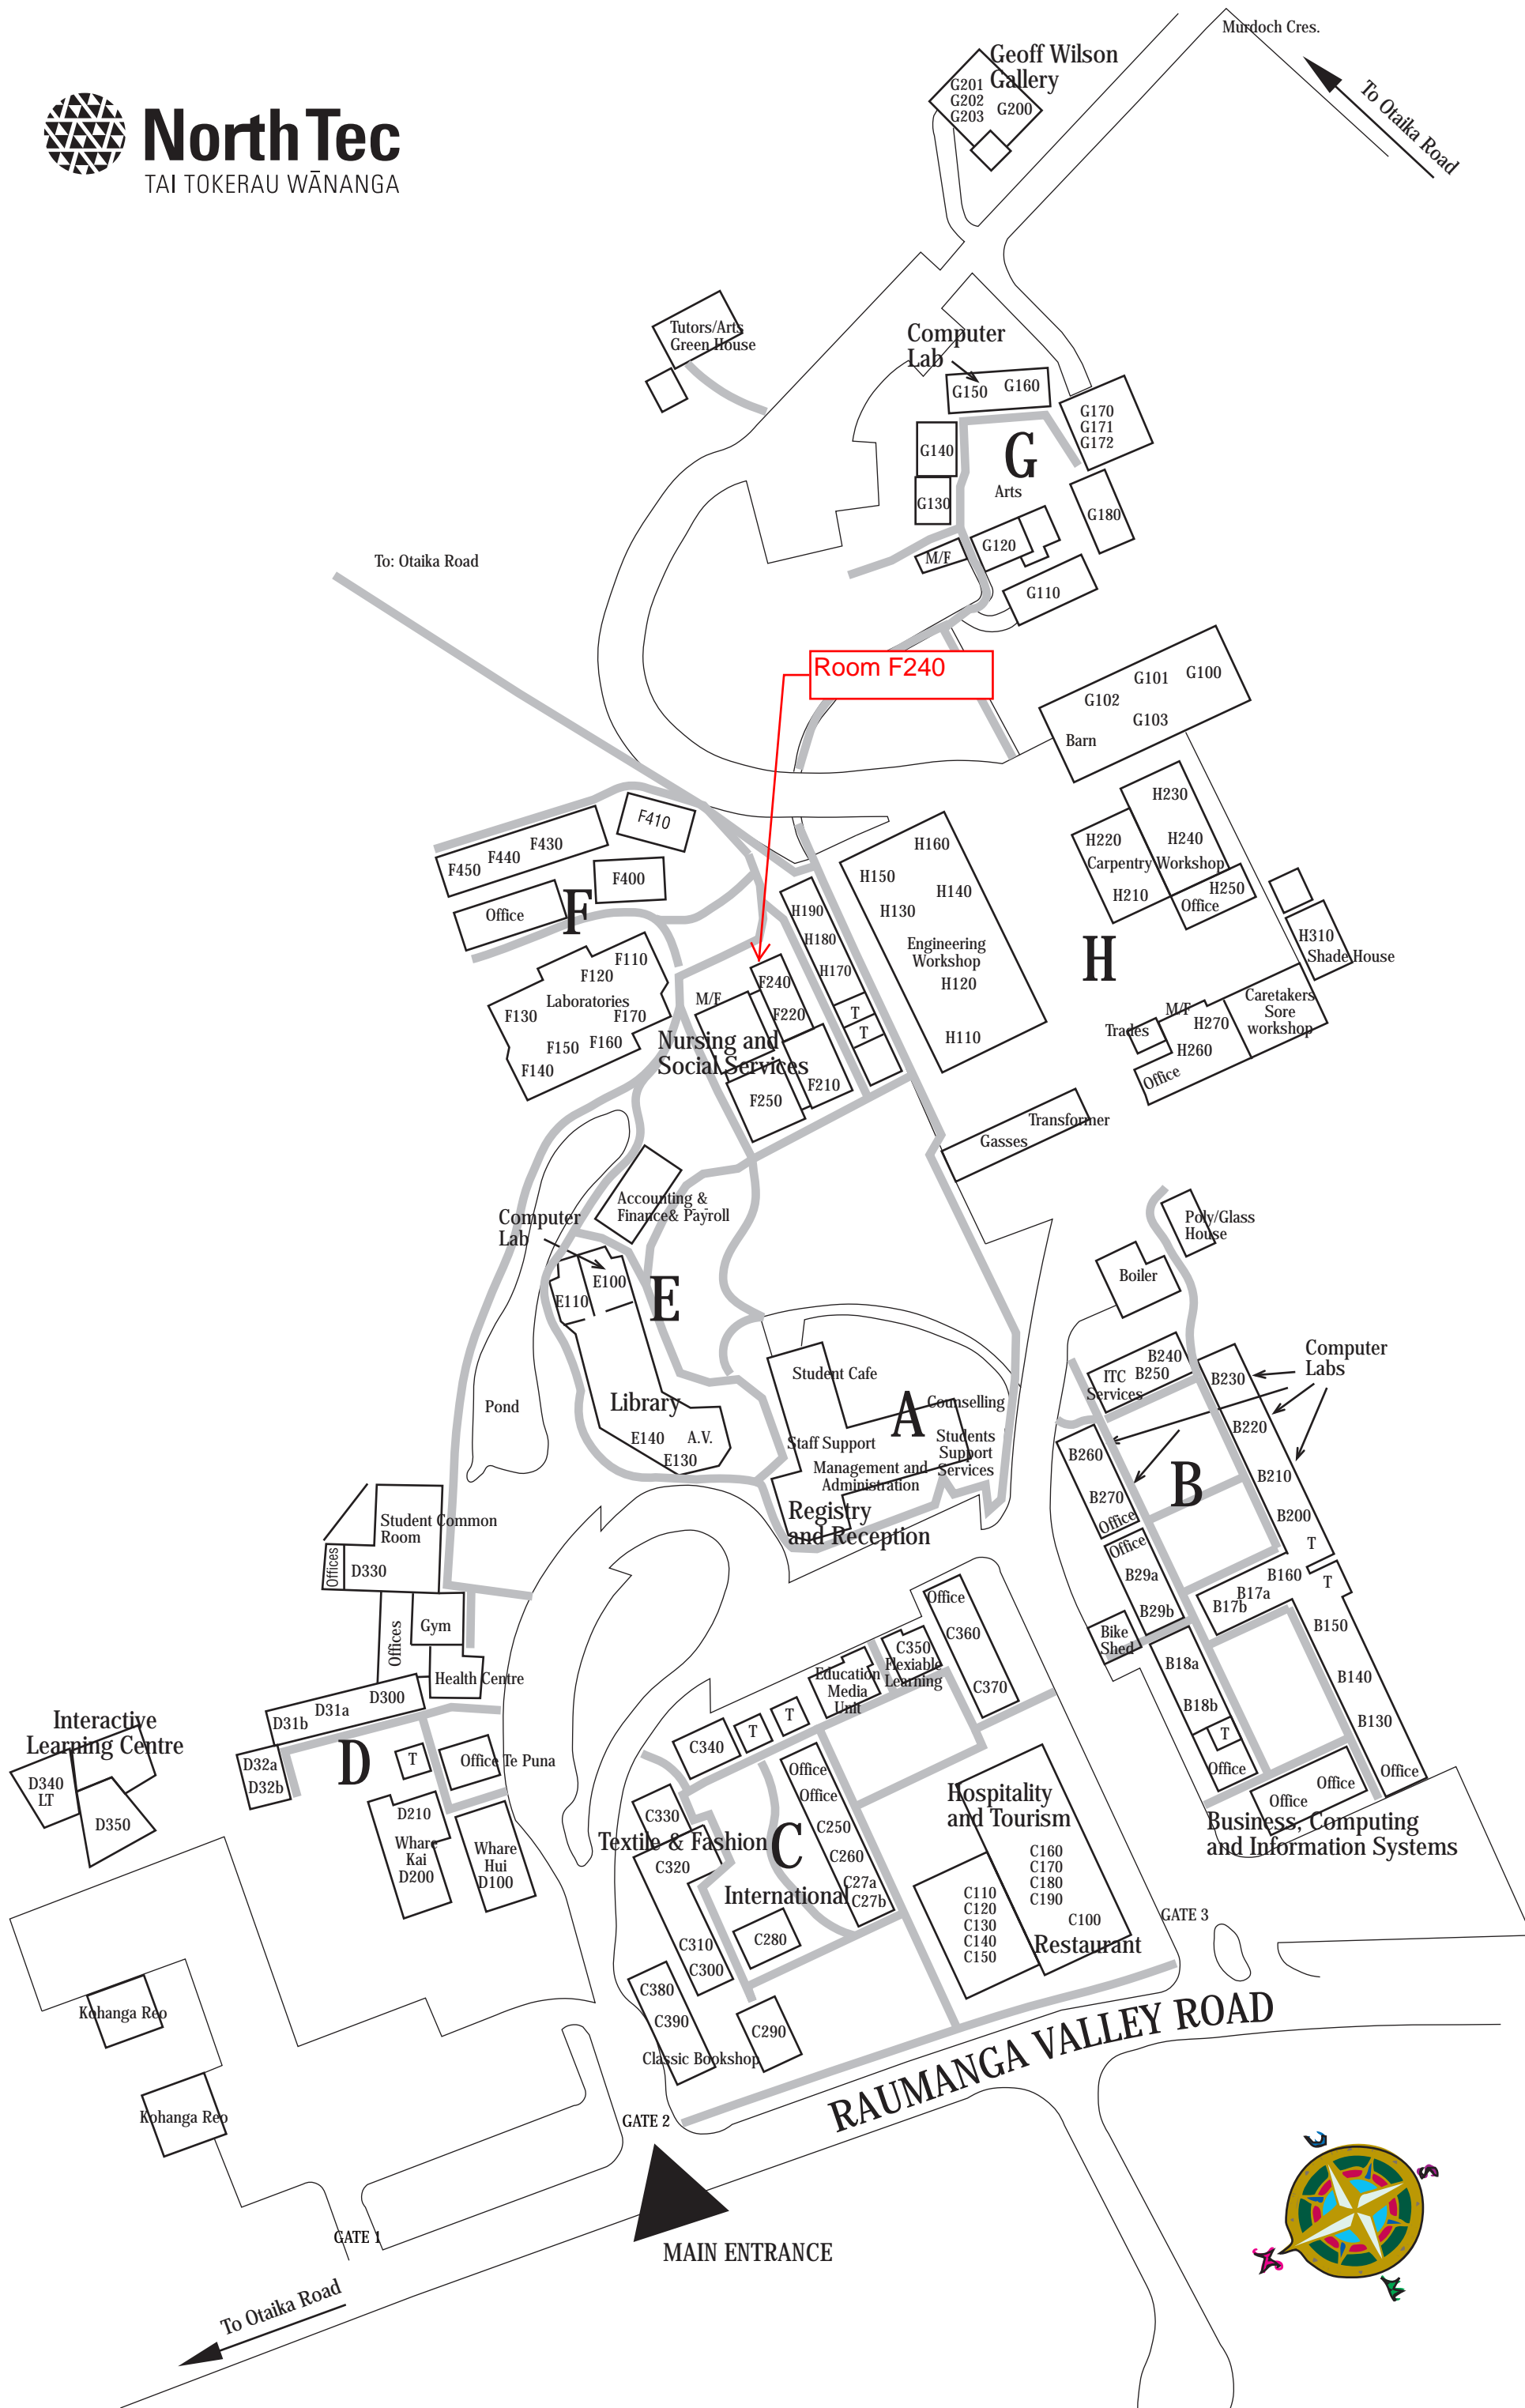 Murdoch Cres.
To Otaika Road
NorthTec
TAI TOKERAU WĀNANGA
Geoff Wilson
Gallery
G201
G202
G203
G200
Tutors/Arts
Green House
Computer
Lab
G150
G160
G170
G171
G172
G140
G
Arts
G130
G180
G120
M/F
G110
To: Otaika Road
Room F240
G101
G100
G102
G103
Barn
H230
H220
H240
Carpentry Workshop
H210
H250
Office
F410
F430
F440
F450
F400
Office
F
H160
H150
H140
H130
Engineering
Workshop
H120
H110
H190
H180
H170
T
T
H
H310
Shade House
Caretakers
Sore
workshop
M/F
H270
Trades
H260
Office
F110
F120
Laboratories
F130
F170
F150
F160
F140
M/F
F240
F220
Nursing and
Social Services
F210
F250
Transformer
Gasses
Accounting &
Finance& Payroll
Computer
Lab
E100
E110
E
Library
E140
A.V.
E130
Pond
Poly/Glass
House
Boiler
Student Cafe
A
Counselling
Staff Support
Students
Support
Services
Management and
Administration
Registry
and Reception
Computer
Labs
B240
B250
ITC
Services
B230
B220
B260
B210
B270
B
Office
B200
T
Office
B29a
B29b
B160
B17a
B17b
T
B150
Bike
Shed
B18a
B140
B18b
B130
T
Office
Office
Office
Office
Business, Computing
and Information Systems
Student Common
Room
Offices
D330
Offices
Gym
Health Centre
D300
D31a
D31b
Interactive
Learning Centre
D32a
D32b
D340
LT
D350
D
T
Office Te Puna
D210
Whare
Kai
D200
Whare
Hui
D100
Office
C360
C350
Flexiable
Learning
C370
Education
Media
Unit
T
T
C340
Office
Office
C330
Textile & Fashion
C
C250
C320
C260
C27a
International
C27b
C280
C310
C300
C380
C390
C290
Classic Bookshop
Hospitality
and Tourism
C160
C170
C180
C190
C110
C120
C130
C140
C150
C100
Restaurant
GATE 3
Kohanga Reo
Kohanga Reo
RAUMANGA VALLEY ROAD
GATE 2
GATE 1
MAIN ENTRANCE
To Otaika Road
E
S
N
W